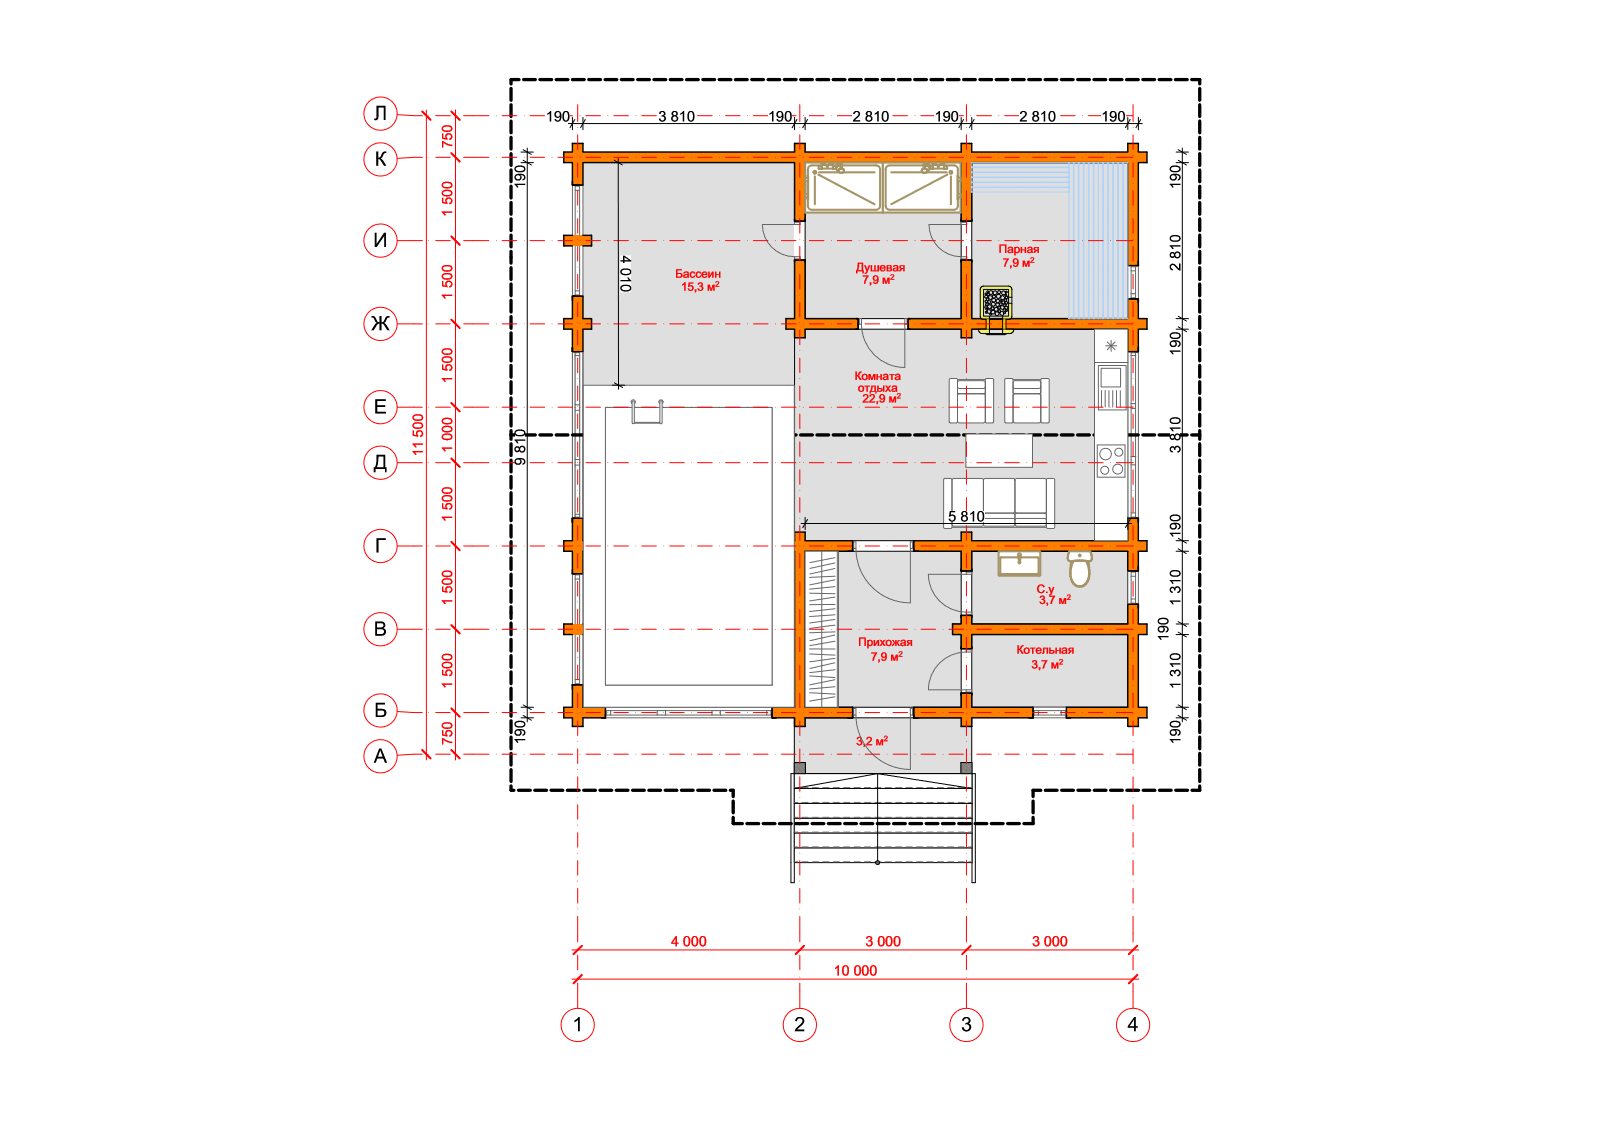 190 3 810 190 2 810 190 2 810 190
Л
К
И
Ж
Е
Д
Г
В
Б
А
750
1 500
1 500
1 500
1 000
1 500
1 500
1 500
750
11 500
190
9 810
190
4 010
Бассеин
15,3 м²
Душевая
7,9 м²
Парная
7,9 м²
Комната
отдыха
22,9 м²
5 810
С.у
3,7 м²
Прихожая
7,9 м²
Котельная
3,7 м²
3,2 м²
190
2 810
190
3 810
190
1 310
190
1 310
190
4 000 3 000 3 000
10 000
1 2 3 4